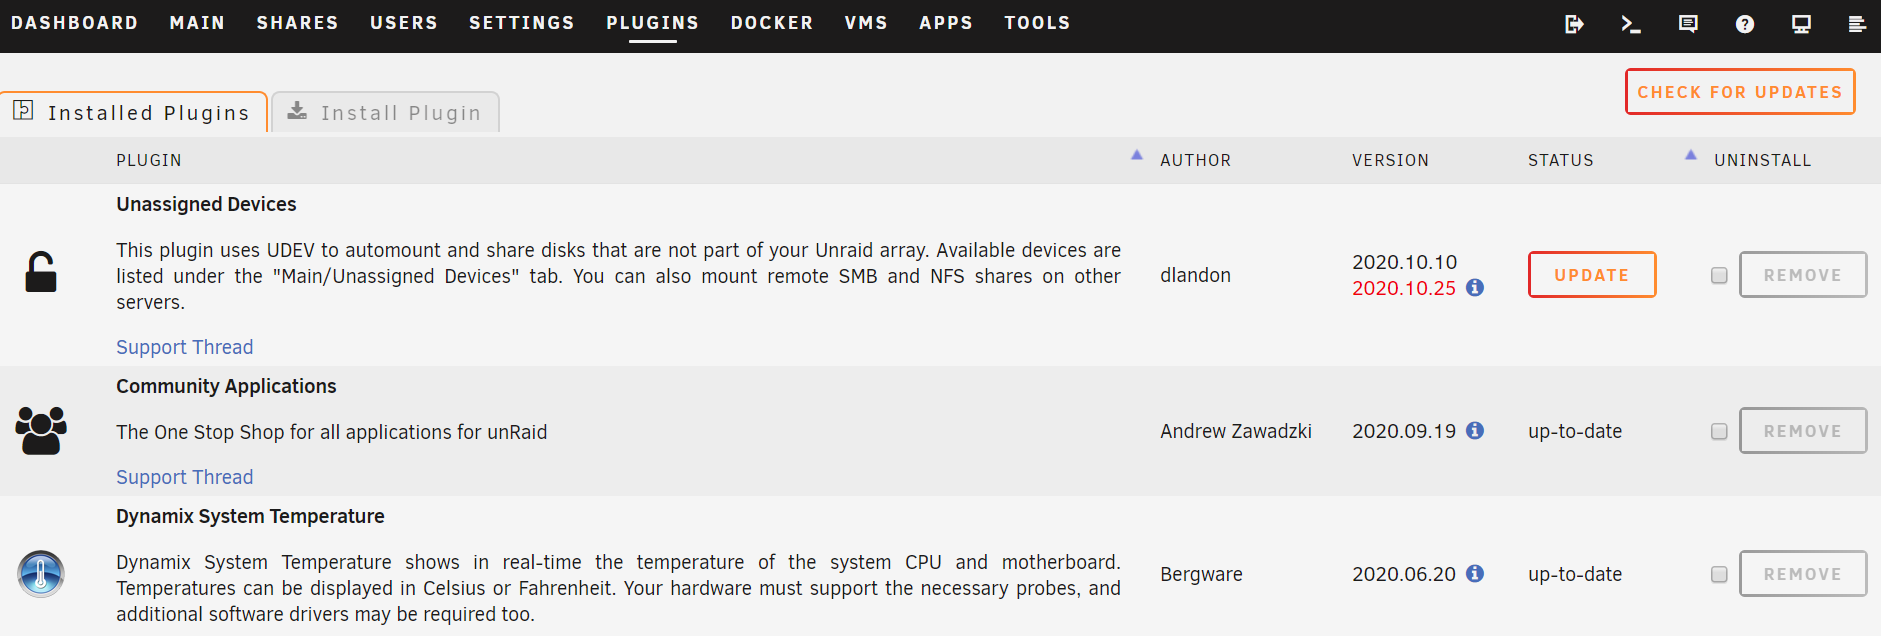 DASHBOARD MAIN SHARES USERS SETTINGS PLUGINS DOCKER VMS APPS TOOLS
CHECK FOR UPDATES
Installed Plugins Install Plugin
PLUGIN AUTHOR VERSION STATUS UNINSTALL
Unassigned Devices
This plugin uses UDEV to automount and share disks that are not part of your Unraid array. Available devices are
listed under the "Main/Unassigned Devices" tab. You can also mount remote SMB and NFS shares on other
servers.
Support Thread
dlandon
2020.10.10
2020.10.25
UPDATE
REMOVE
Community Applications
The One Stop Shop for all applications for unRaid
Support Thread
Andrew Zawadzki
2020.09.19
up-to-date
REMOVE
Dynamix System Temperature
Dynamix System Temperature shows in real-time the temperature of the system CPU and motherboard.
Temperatures can be displayed in Celsius or Fahrenheit. Your hardware must support the necessary probes, and
additional software drivers may be required too.
Bergware
2020.06.20
up-to-date
REMOVE